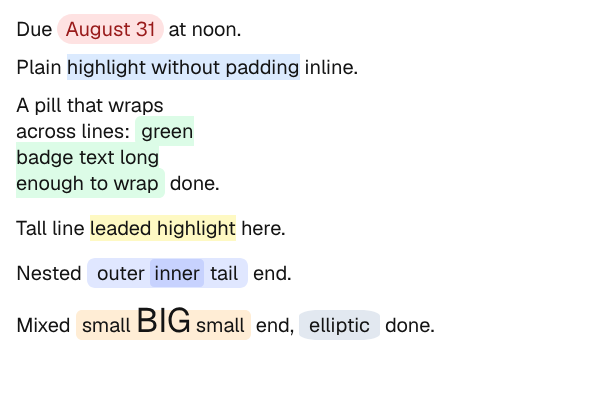 Due August 31 at noon.
Plain highlight without padding inline.
A pill that wraps
across lines: green
badge text long
enough to wrap done.
Tall line leaded highlight here.
Nested outer inner tail end.
Mixed small BIG small end, elliptic done.